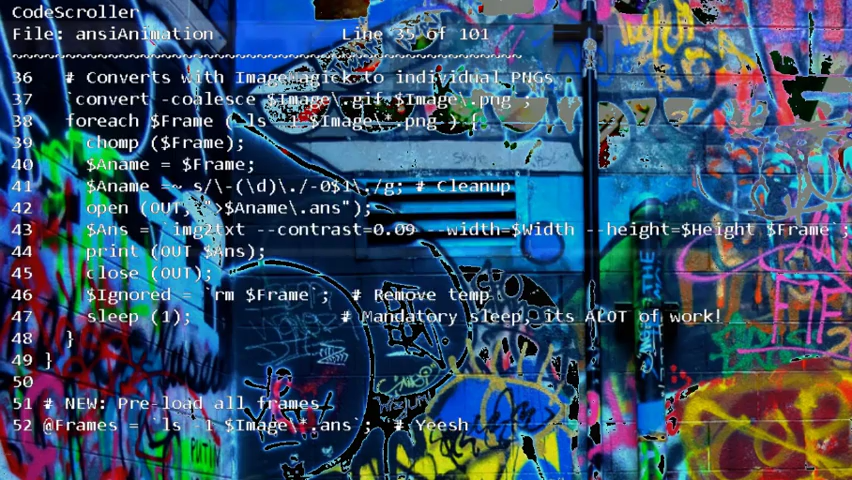 CodeScroller
File: ansiAnimation Line 35 of 101
~~~~~~~~~~~~~~~~~~~~~~~~~~~~~~~~~~~~~~~~~~~~~~~~~~~~~~~~~~~~
36 # Converts with ImageMagick to individual PNGs
37 `convert -coalesce $Image\.gif $Image\.png`;
38 foreach $Frame (`ls -1 $Image\*.png`) {
39 chomp ($Frame);
40 $Aname = $Frame;
41 $Aname =~ s/\-(\d)\./-0$1\./g; # Cleanup
42 open (OUT, ">$Aname\.ans");
43 $Ans = `img2txt --contrast=0.09 --width=$Width --height=$Height $Frame`;
44 print (OUT $Ans);
45 close (OUT);
46 $Ignored = `rm $Frame`; # Remove temp
47 sleep (1); # Mandatory sleep, its ALOT of work!
48 }
49 }
50
51 # NEW: Pre-load all frames
52 @Frames = `ls -1 $Image\*.ans`; # Yeesh